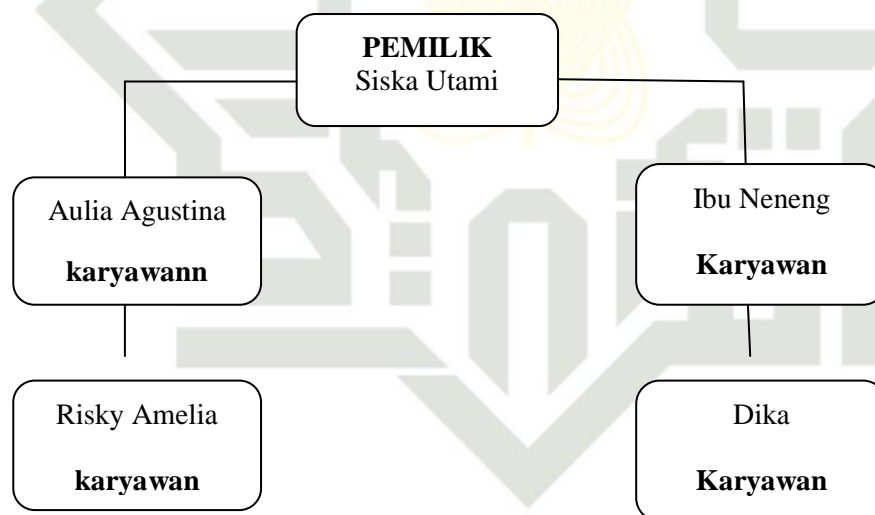 PEMILIK
Siska Utami
Aulia Agustina
karyawann
Ibu Neneng
Karyawan
Risky Amelia
karyawan
Dika
Karyawan